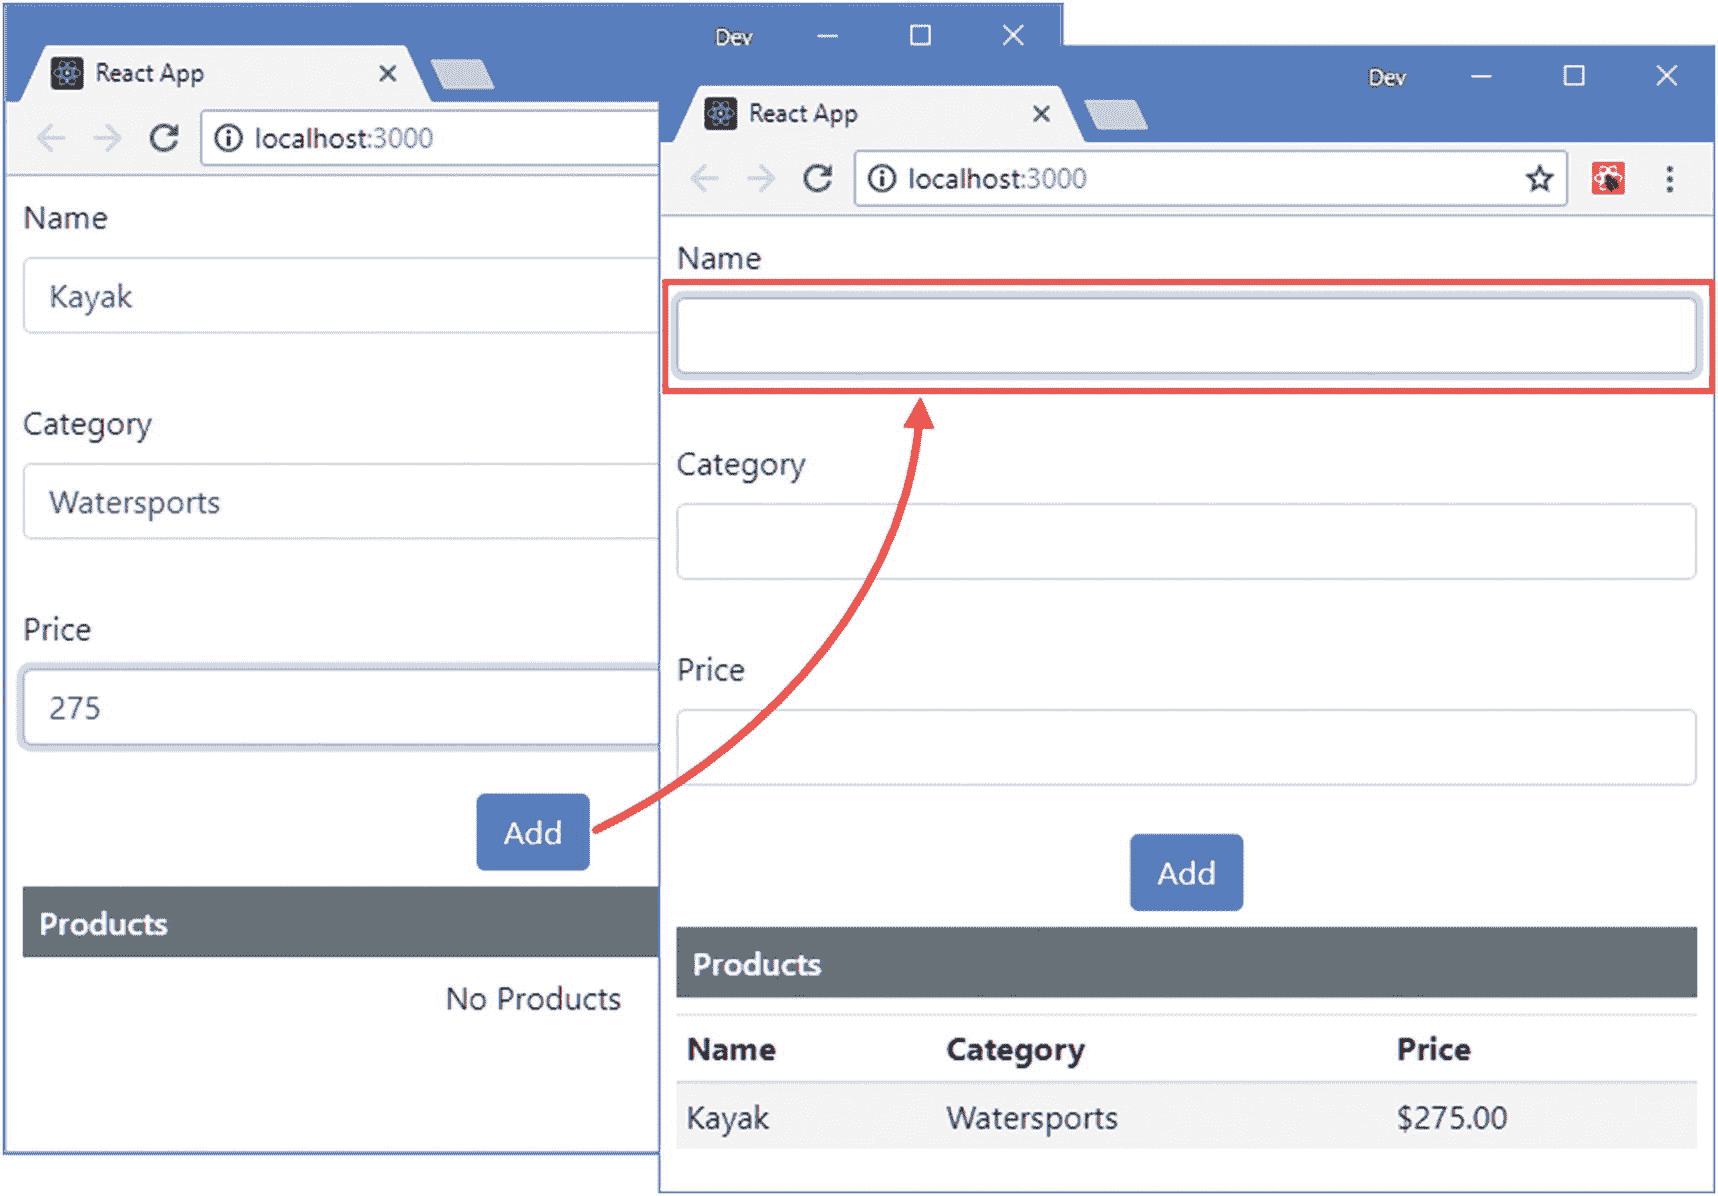 Dev
React App
localhost:3000
Name
Kayak
Category
Watersports
Price
275
Add
Products
No Products
Dev
React App
localhost:3000
Name
Category
Price
Add
Products
Name Category Price
Kayak Watersports $275.00